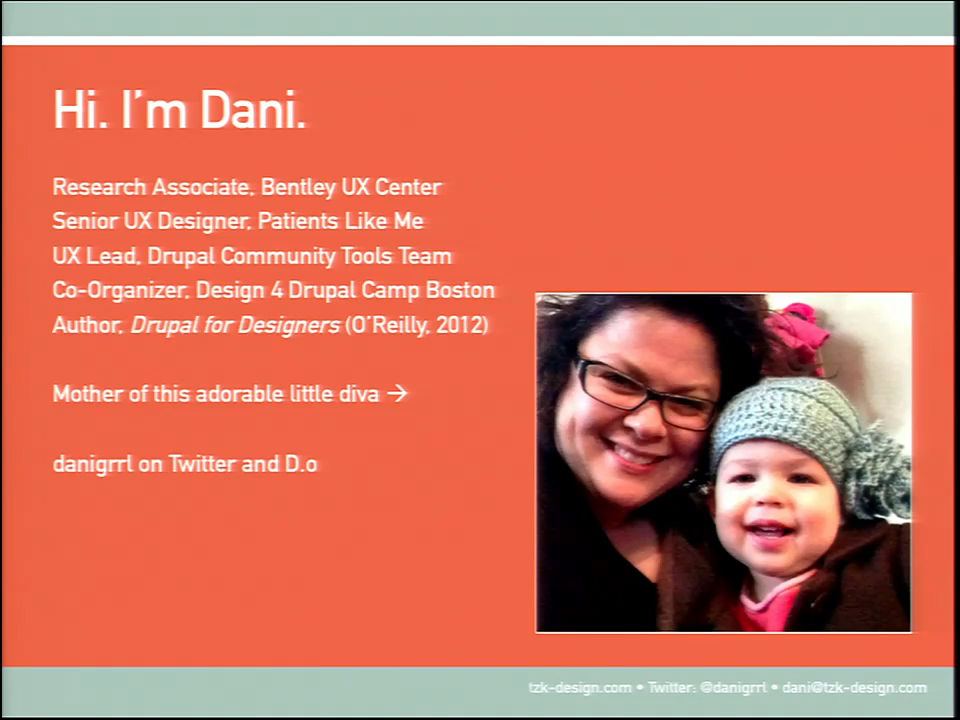 Hi. I'm Dani.
Research Associate, Bentley UX Center
Senior UX Designer, Patients Like Me
UX Lead, Drupal Community Tools Team
Co-Organizer, Design 4 Drupal Camp Boston
Author, Drupal for Designers (O'Reilly, 2012)
Mother of this adorable little diva →
danigrrl on Twitter and D.o
tzk-design.com • Twitter: @danigrrl • dani@tzk-design.com